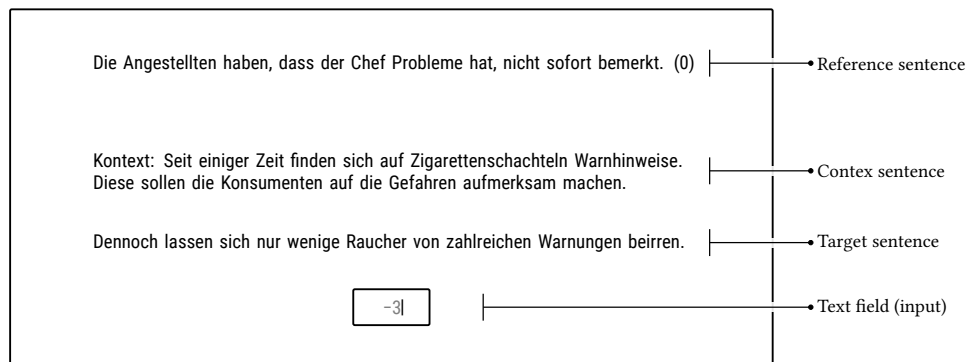 Die Angestellten haben, dass der Chef Probleme hat, nicht sofort bemerkt. (0)
Reference sentence
Kontext: Seit einiger Zeit finden sich auf Zigarettenschachteln Warnhinweise.
Diese sollen die Konsumenten auf die Gefahren aufmerksam machen.
Contex sentence
Dennoch lassen sich nur wenige Raucher von zahlreichen Warnungen beirren.
Target sentence
-3
Text field (input)